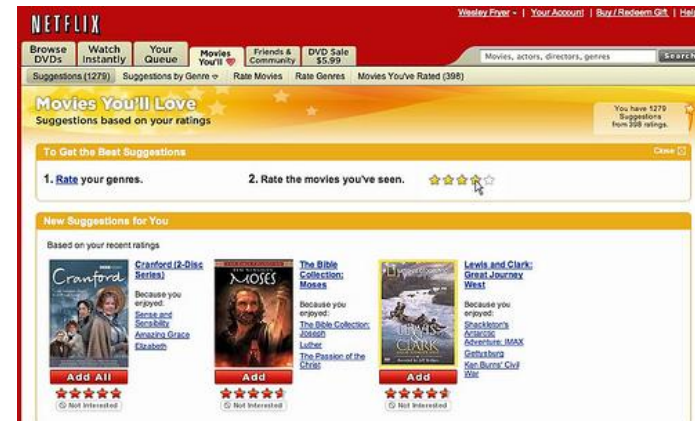 Wesley Fryer | Your Account | Buy / Redeem Gift | Help
NETFLIX
Browse DVDs
Watch Instantly
Your Queue
Movies You'll
Friends & Community
DVD Sale $5.99
Movies, actors, directors, genres
Search
Suggestions (1279) Suggestions by Genre Rate Movies Rate Genres Movies You've Rated (398)
Movies You'll Love
Suggestions based on your ratings
You have 1279
Suggestions
from 398 ratings.
To Get the Best Suggestions
Close
1. Rate your genres.
2. Rate the movies you've seen.
New Suggestions for You
Based on your recent ratings
Cranford
Cranford (2-Disc
Series)
Because you
enjoyed:
Sense and
Sensibility
Amazing Grace
Elizabeth
Add All
Not Interested
MOSES
The Bible
Collection:
Moses
Because you
enjoyed:
The Bible Collection:
Joseph
Luther
The Passion of the
Christ
Add
Not Interested
LEWIS
CLARK
Lewis and Clark:
Great Journey
West
Because you
enjoyed:
Shackleton's
Antarctic
Adventure: IMAX
Gettysburg
Ken Burns' Civil
War
Add
Not Interested